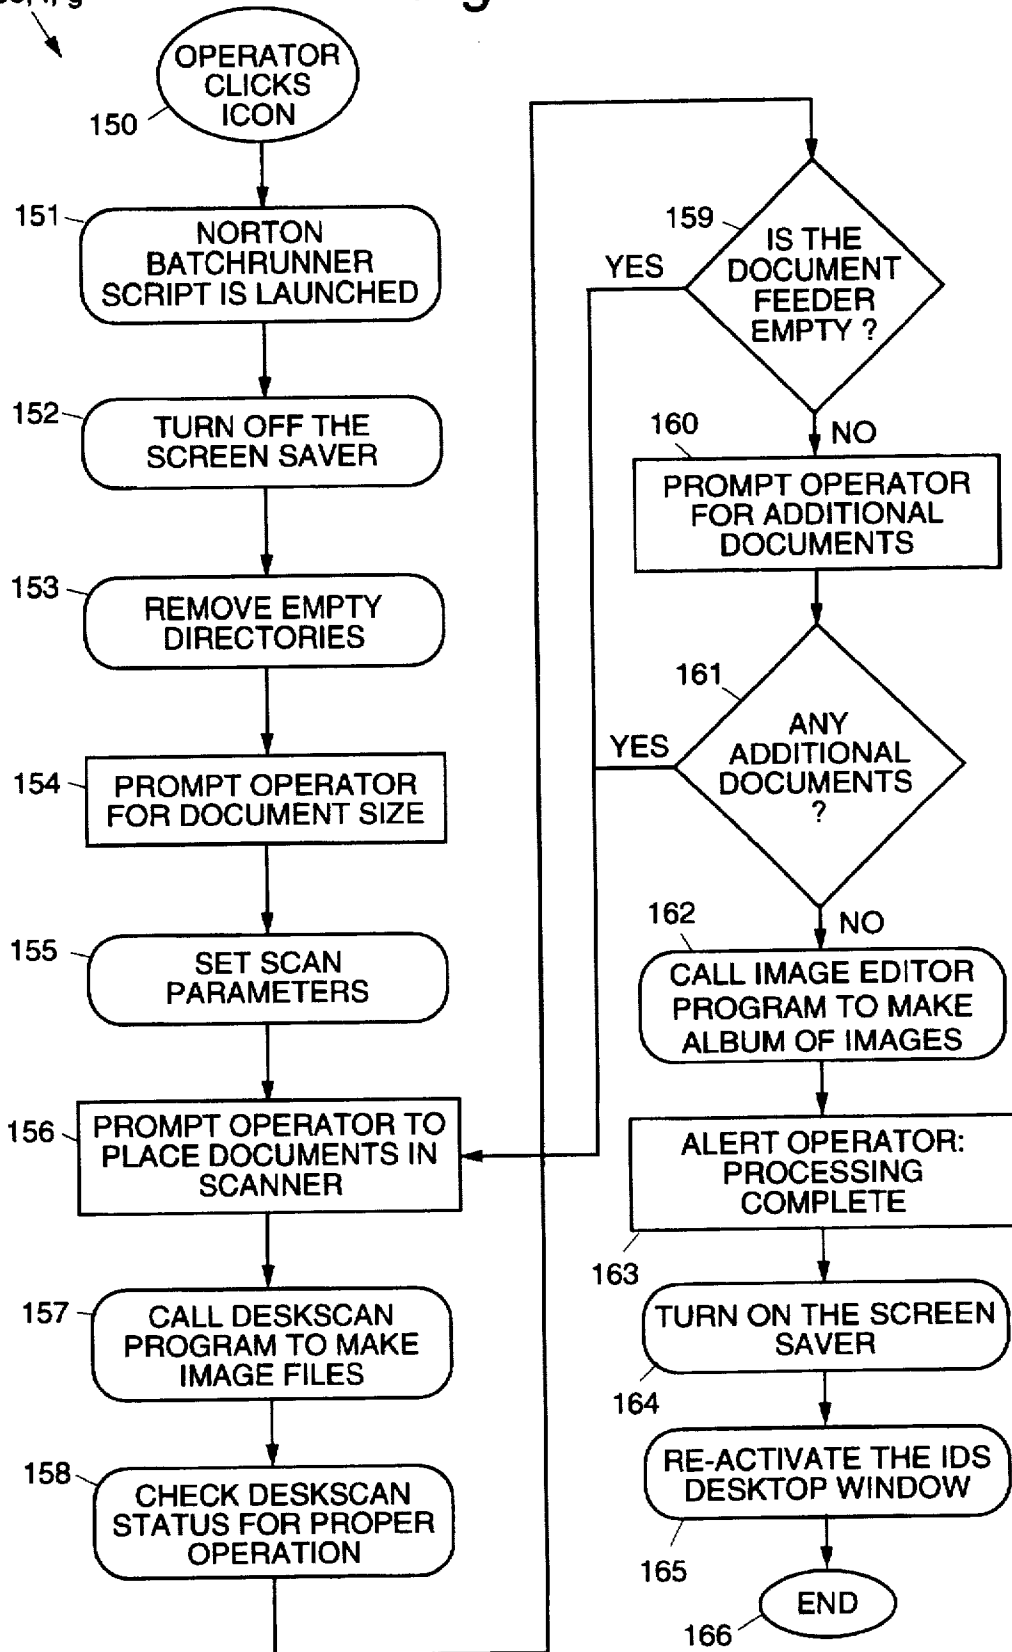 OPERATOR
CLICKS
ICON
150
151
NORTON
BATCHRUNNER
SCRIPT IS LAUNCHED
152
TURN OFF THE
SCREEN SAVER
153
REMOVE EMPTY
DIRECTORIES
154
PROMPT OPERATOR
FOR DOCUMENT SIZE
155
SET SCAN
PARAMETERS
156
PROMPT OPERATOR TO
PLACE DOCUMENTS IN
SCANNER
157
CALL DESKSCAN
PROGRAM TO MAKE
IMAGE FILES
158
CHECK DESKSCAN
STATUS FOR PROPER
OPERATION
159
IS THE
DOCUMENT
FEEDER
EMPTY ?
YES
NO
160
PROMPT OPERATOR
FOR ADDITIONAL
DOCUMENTS
161
ANY
ADDITIONAL
DOCUMENTS
?
YES
NO
162
CALL IMAGE EDITOR
PROGRAM TO MAKE
ALBUM OF IMAGES
ALERT OPERATOR:
PROCESSING
COMPLETE
163
TURN ON THE SCREEN
SAVER
164
RE-ACTIVATE THE IDS
DESKTOP WINDOW
165
END
166